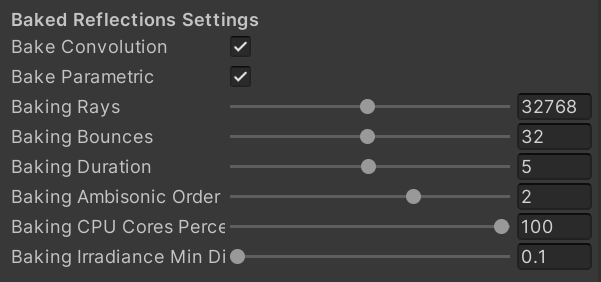 Baked Reflections Settings
Bake Convolution
Bake Parametric
Baking Rays 32768
Baking Bounces 32
Baking Duration 5
Baking Ambisonic Order 2
Baking CPU Cores Perce 100
Baking Irradiance Min Di 0.1